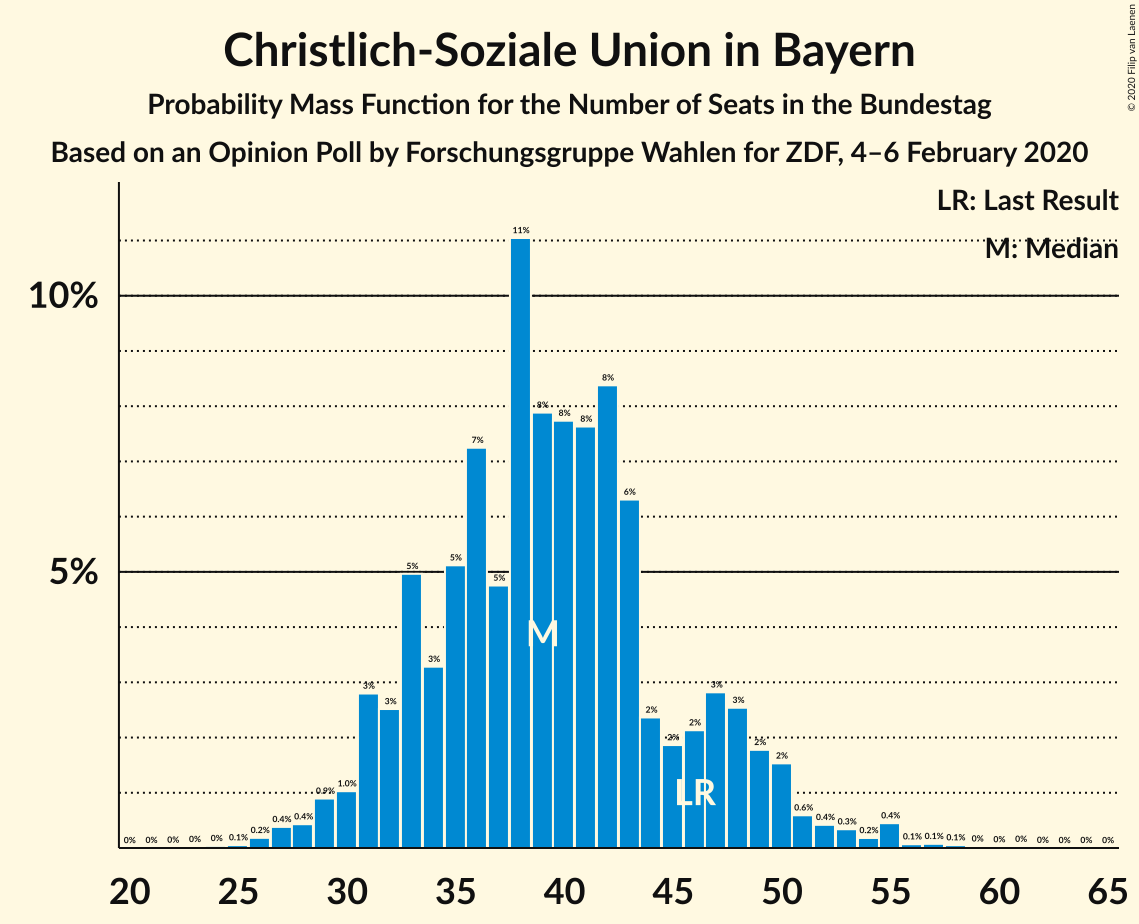 Christlich-Soziale Union in Bayern
Probability Mass Function for the Number of Seats in the Bundestag
Based on an Opinion Poll by Forschungsgruppe Wahlen for ZDF, 4–6 February 2020
© 2020 Filip van Laenen
LR: Last Result
M: Median
10%
5%
0% 0% 0% 0% 0% 0.1% 0.2% 0.4% 0.4% 0.9% 1.0% 3% 3% 5% 3% 5% 7% 5% 11% 8% 8% 8% 8% 6% 2% 2% 2% 3% 3% 2% 2% 0.6% 0.4% 0.3% 0.2% 0.4% 0.1% 0.1% 0.1% 0% 0% 0% 0% 0% 0% 0%
M
LR
20 25 30 35 40 45 50 55 60 65